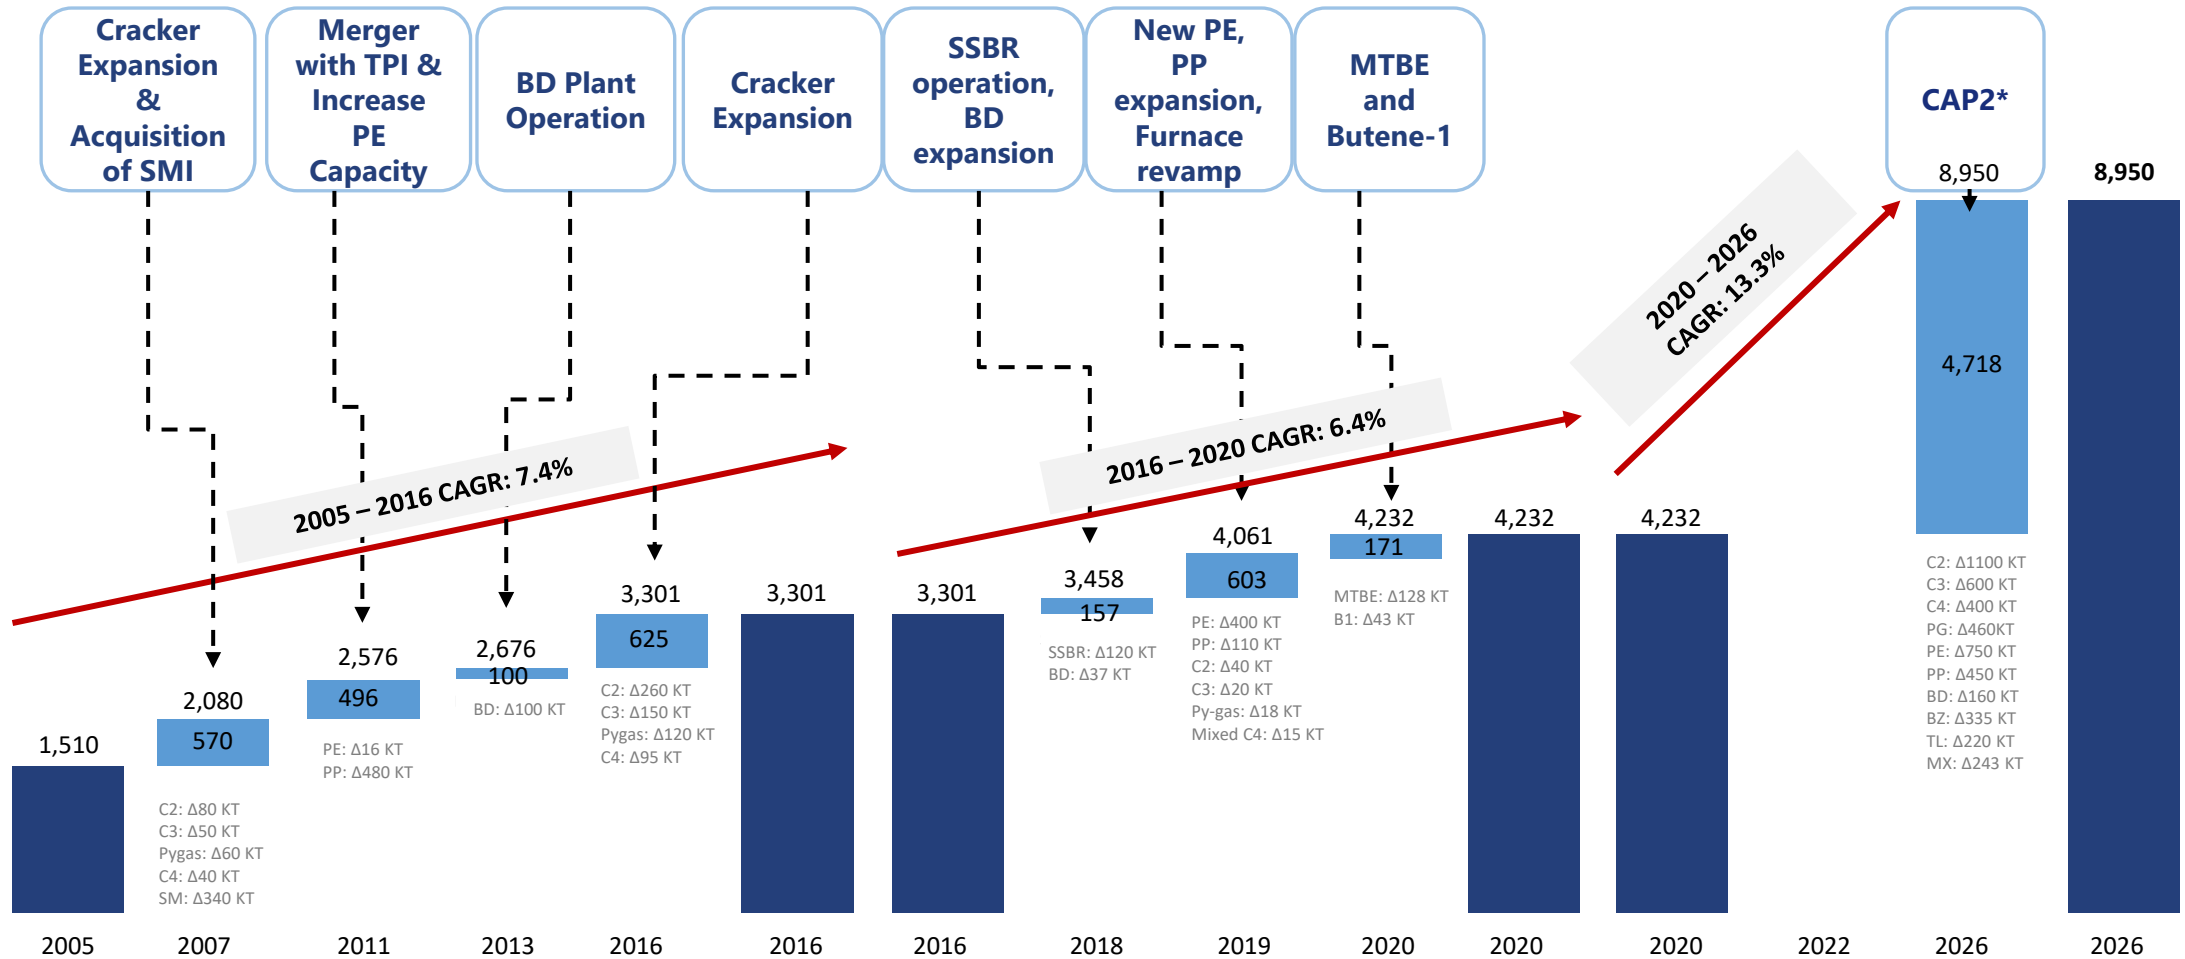 Cracker
Expansion
&
Acquisition
of SMI
Merger
with TPI &
Increase
PE
Capacity
BD Plant
Operation
Cracker
Expansion
SSBR
operation,
BD
expansion
New PE,
PP
expansion,
Furnace
revamp
MTBE
and
Butene-1
CAP2*
2005 – 2016 CAGR: 7.4%
2016 – 2020 CAGR: 6.4%
2020 – 2026
CAGR: 13.3%
1,510
2,080
570
C2: Δ80 KT
C3: Δ50 KT
Pygas: Δ60 KT
C4: Δ40 KT
SM: Δ340 KT
2,576
496
PE: Δ16 KT
PP: Δ480 KT
2,676
100
BD: Δ100 KT
3,301
625
C2: Δ260 KT
C3: Δ150 KT
Pygas: Δ120 KT
C4: Δ95 KT
3,301
3,301
3,458
157
SSBR: Δ120 KT
BD: Δ37 KT
4,061
603
PE: Δ400 KT
PP: Δ110 KT
C2: Δ40 KT
C3: Δ20 KT
Py-gas: Δ18 KT
Mixed C4: Δ15 KT
4,232
171
MTBE: Δ128 KT
B1: Δ43 KT
4,232
4,232
8,950
4,718
C2: Δ1100 KT
C3: Δ600 KT
C4: Δ400 KT
PG: Δ460KT
PE: Δ750 KT
PP: Δ450 KT
BD: Δ160 KT
BZ: Δ335 KT
TL: Δ220 KT
MX: Δ243 KT
8,950
2005 2007 2011 2013 2016 2016 2016 2018 2019 2020 2020 2020 2022 2026 2026